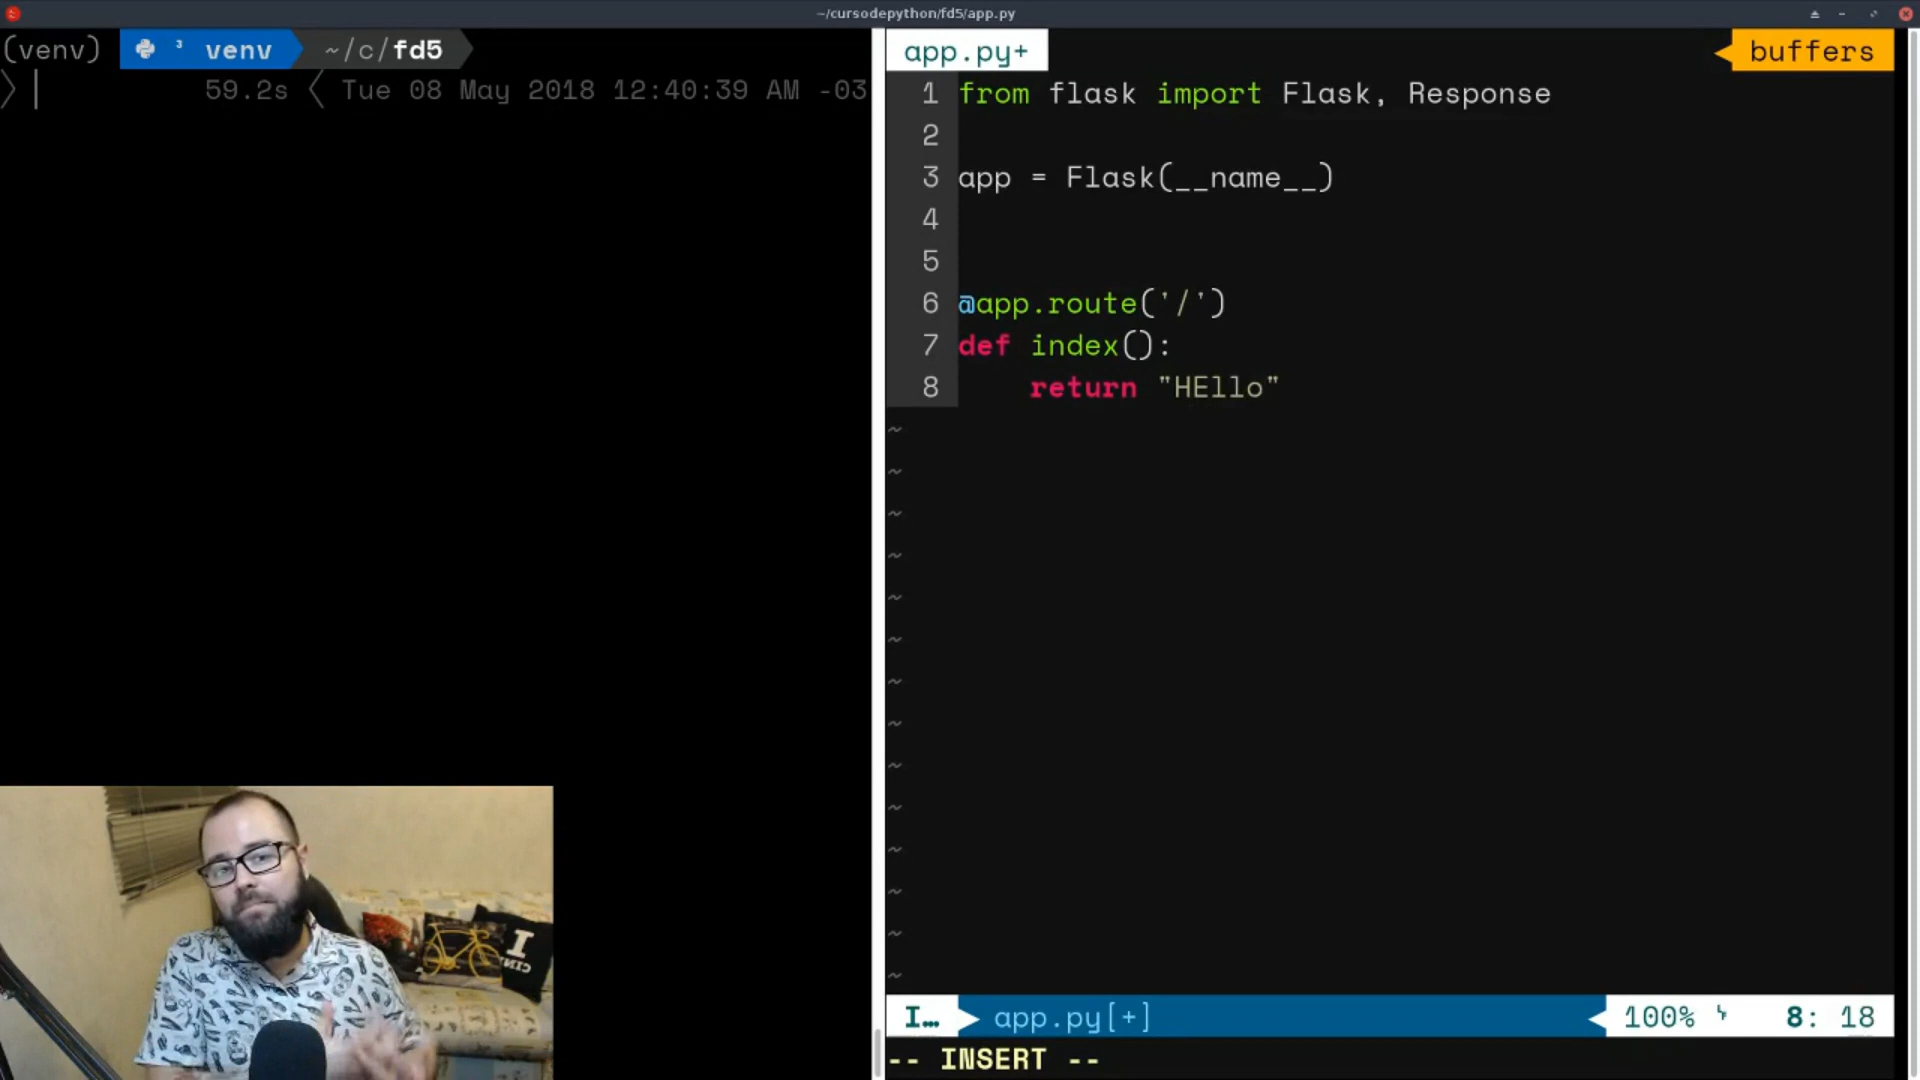 ~/cursodepython/fd5/app.py
(venv) 3 venv ~/c/fd5
59.2s Tue 08 May 2018 12:40:39 AM -03
app.py+ buffers
1 from flask import Flask, Response
2
3 app = Flask(__name__)
4
5
6 @app.route('/')
7 def index():
8 return "HEllo"
~
~
~
~
~
~
~
~
~
~
~
~
~
~
I
CINE
I… app.py[+] 100% 8: 18
-- INSERT --